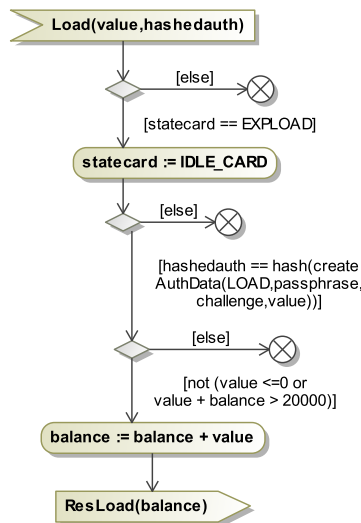 Load(value,hashedauth)
[else]
[statecard == EXPLOAD]
statecard := IDLE_CARD
[else]
[hashedauth == hash(create
AuthData(LOAD,passphrase,
challenge,value))]
[else]
[not (value <=0 or
value + balance > 20000)]
balance := balance + value
ResLoad(balance)